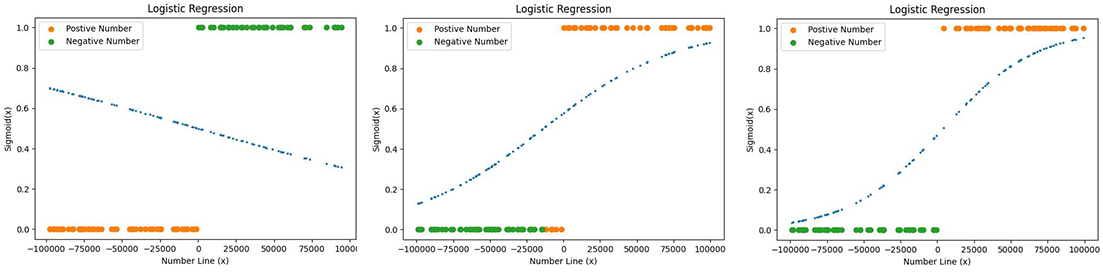 Logistic Regression
1.0
0.8
0.6
0.4
0.2
0.0
Sigmoid(x)
Postive Number
Negative Number
−100000 −75000 −50000 −25000 0 25000 50000 75000 10000
Number Line (x)
Logistic Regression
1.0
0.8
0.6
0.4
0.2
0.0
Sigmoid(x)
Postive Number
Negative Number
−100000 −75000 −50000 −25000 0 25000 50000 75000 100000
Number Line (x)
Logistic Regression
1.0
0.8
0.6
0.4
0.2
0.0
Sigmoid(x)
Postive Number
Negative Number
−100000 −75000 −50000 −25000 0 25000 50000 75000 100000
Number Line (x)